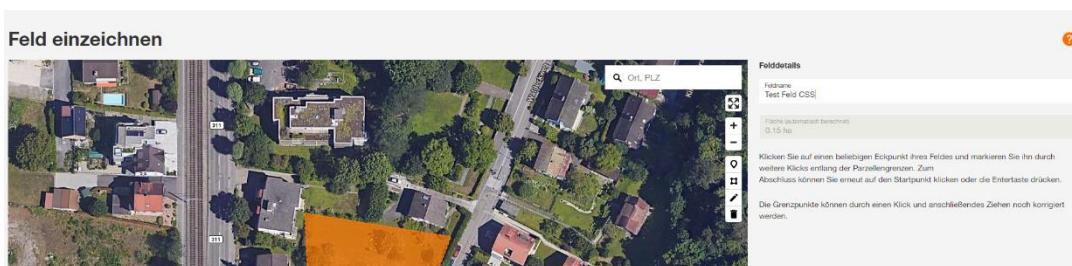 Feld einzeichnen
?
Ort, PLZ
311
311
Felddetails
Feldname
Test Feld CSS
Fläche (automatisch berechnet)
0.15 ha
Klicken Sie auf einen beliebigen Eckpunkt ihres Feldes und markieren Sie ihn durch
weitere Klicks entlang der Parzellengrenzen. Zum
Abschluss können Sie erneut auf den Startpunkt klicken oder die Entertaste drücken.
Die Grenzpunkte können durch einen Klick und anschließendes Ziehen noch korrigiert
werden.